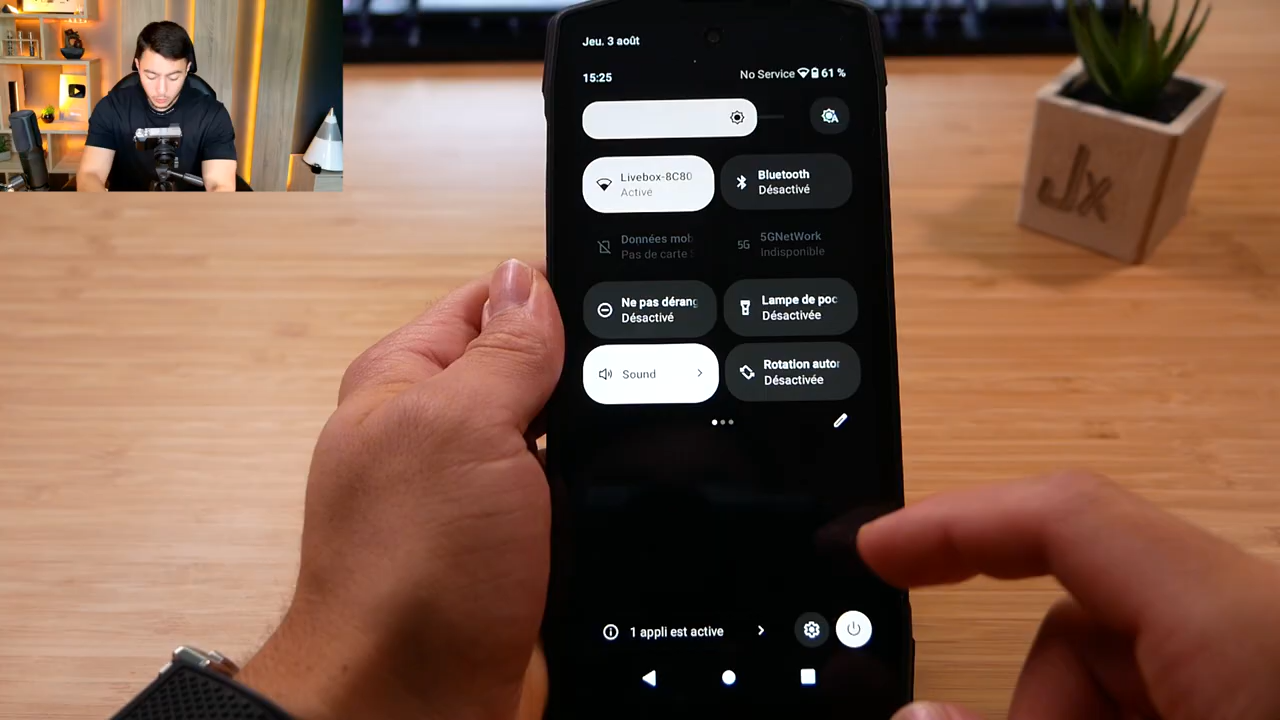 Jeu. 3 août
15:25
No Service 61 %
Livebox-8C80
Active
Bluetooth
Désactivé
Données mob
Pas de carte S
5G
5GNetWork
Indisponible
Ne pas dérang
Désactivé
Lampe de poc
Désactivée
Sound
Rotation autor
Désactivée
1 appli est active
Jx